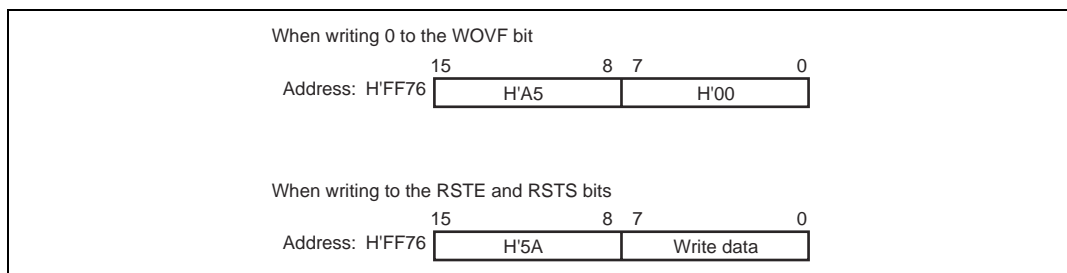 When writing 0 to the WOVF bit
15 8 7 0
Address: H'FF76 H'A5 H'00
When writing to the RSTE and RSTS bits
15 8 7 0
Address: H'FF76 H'5A Write data